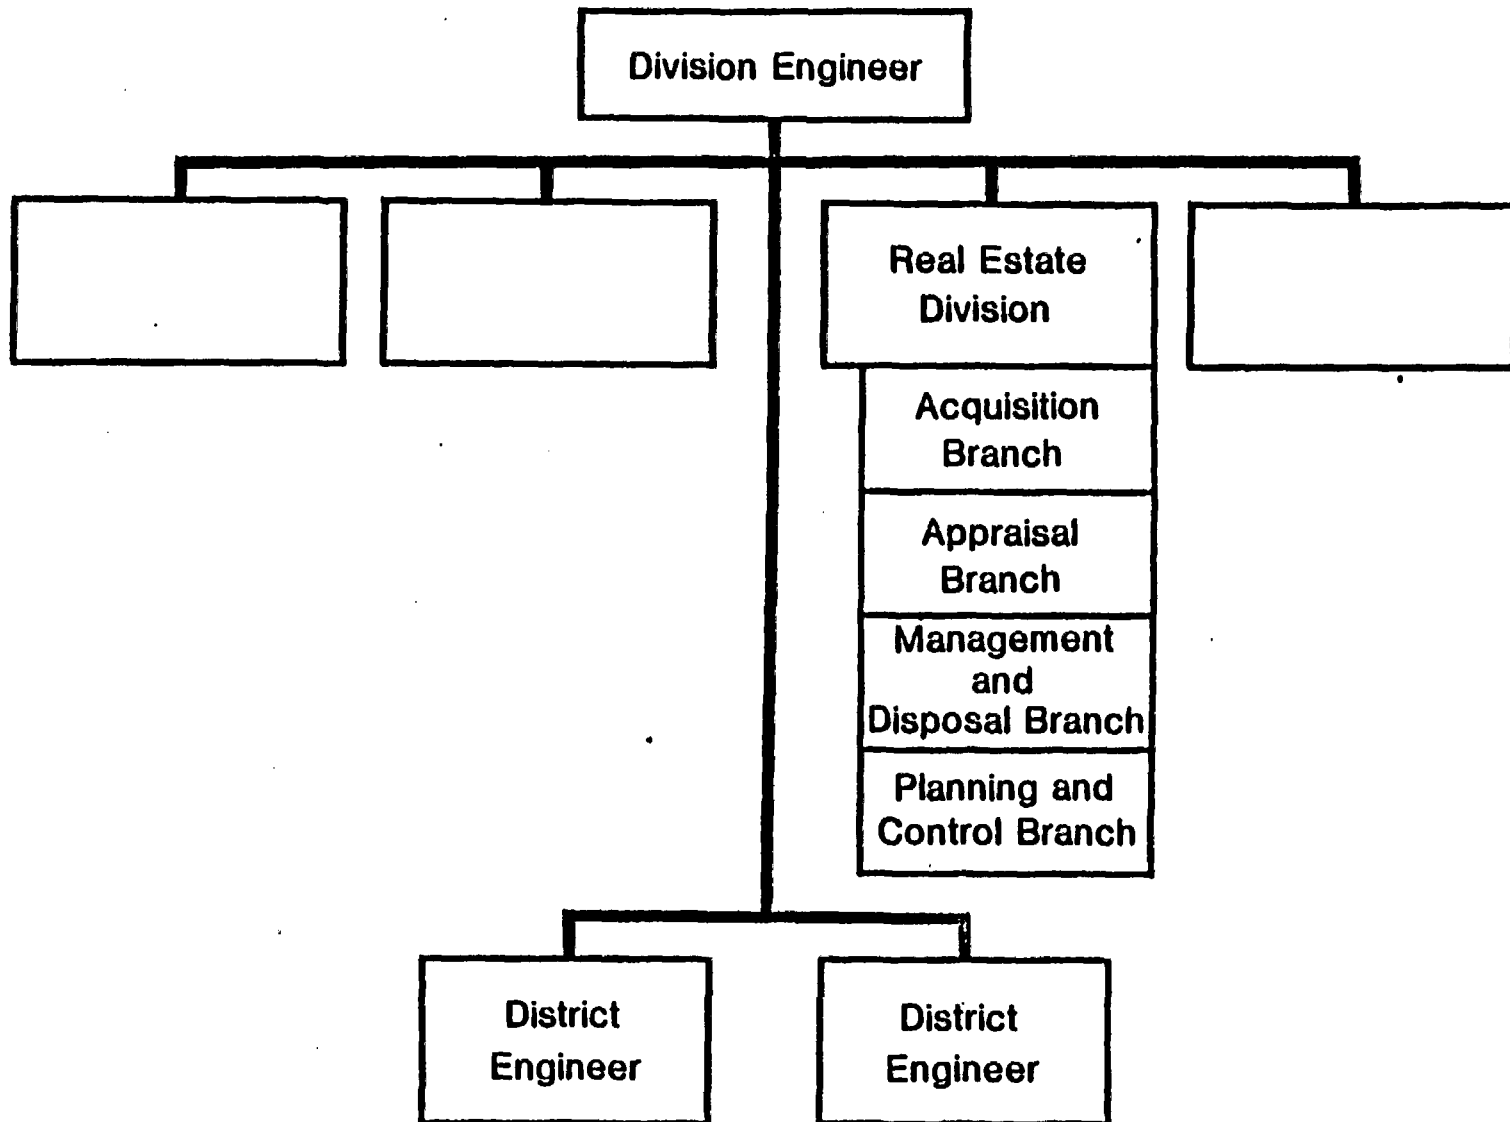 Division Engineer
Real Estate
Division
Acquisition
Branch
Appraisal
Branch
Management
and
Disposal Branch
Planning and
Control Branch
District
Engineer
District
Engineer